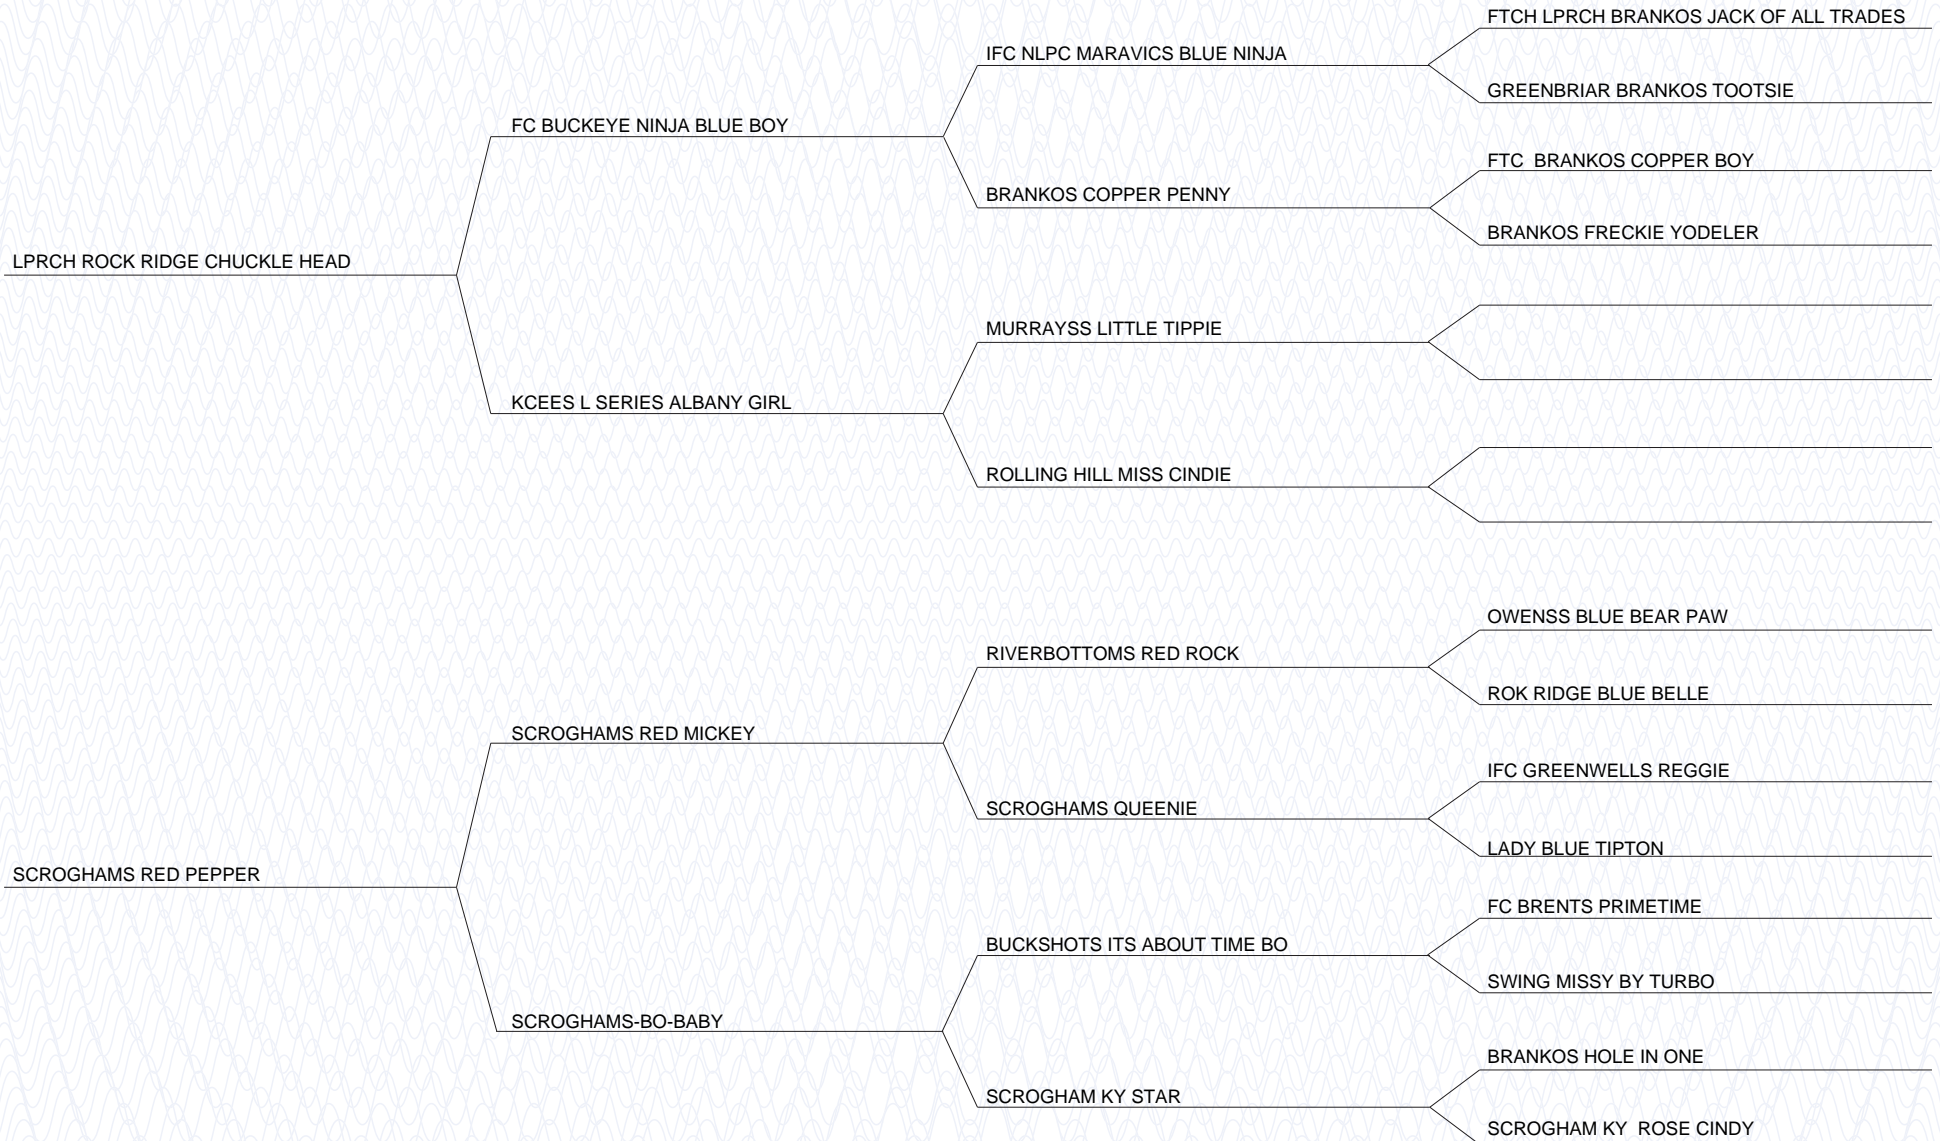 FTCH LPRCH BRANKOS JACK OF ALL TRADES
IFC NLPC MARAVICS BLUE NINJA
GREENBRIAR BRANKOS TOOTSIE
FC BUCKEYE NINJA BLUE BOY
FTC  BRANKOS COPPER BOY
BRANKOS COPPER PENNY
BRANKOS FRECKIE YODELER
LPRCH ROCK RIDGE CHUCKLE HEAD
MURRAYSS LITTLE TIPPIE
KCEES L SERIES ALBANY GIRL
ROLLING HILL MISS CINDIE
OWENSS BLUE BEAR PAW
RIVERBOTTOMS RED ROCK
ROK RIDGE BLUE BELLE
SCROGHAMS RED MICKEY
IFC GREENWELLS REGGIE
SCROGHAMS QUEENIE
LADY BLUE TIPTON
SCROGHAMS RED PEPPER
FC BRENTS PRIMETIME
BUCKSHOTS ITS ABOUT TIME BO
SWING MISSY BY TURBO
SCROGHAMS-BO-BABY
BRANKOS HOLE IN ONE
SCROGHAM KY STAR
SCROGHAM KY  ROSE CINDY